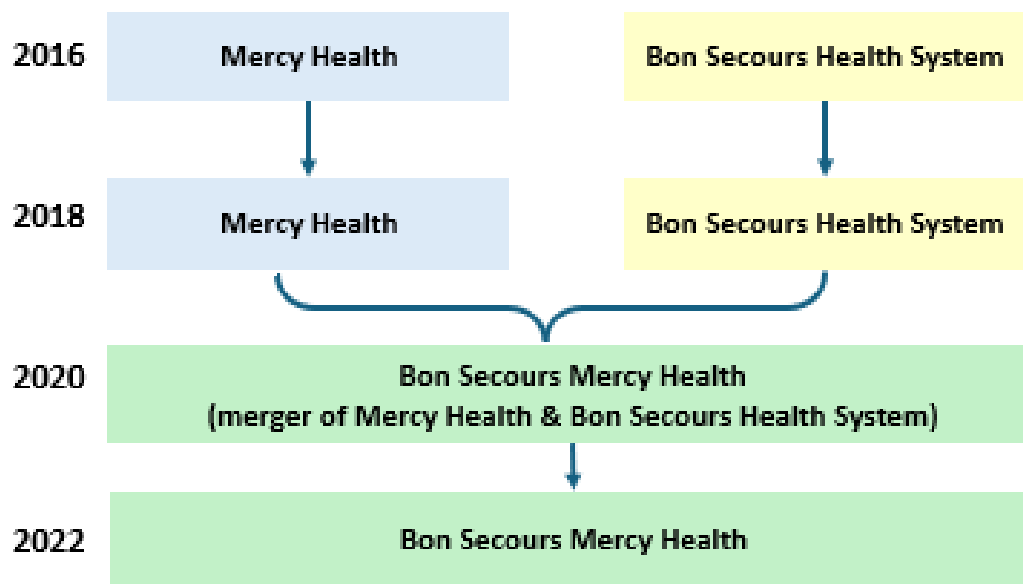 2016
Mercy Health
Bon Secours Health System
2018
Mercy Health
Bon Secours Health System
2020
Bon Secours Mercy Health
(merger of Mercy Health & Bon Secours Health System)
2022
Bon Secours Mercy Health